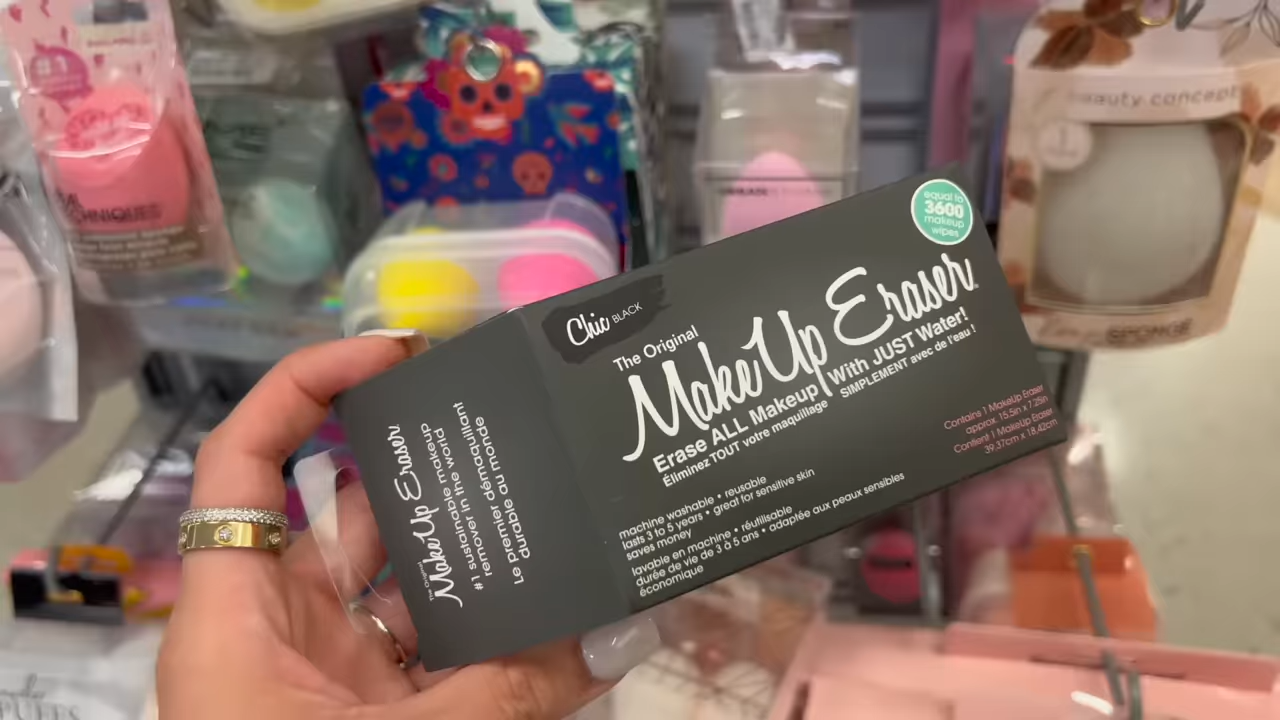 #1
beauty concepts
equal to
3600
makeup
wipes
Chic BLACK
The Original
MakeUp Eraser
Erase ALL Makeup With JUST Water!
Éliminez TOUT votre maquillage SIMPLEMENT avec de l'eau !
Contains 1 MakeUp Eraser
approx. 15.5in x 7.25in
Contient 1 MakeUp Eraser
39,37cm x 18,42cm
machine washable • reusable
lasts 3 to 5 years • great for sensitive skin
saves money
lavable en machine • réutilisable
durée de vie de 3 à 5 ans • adaptée aux peaux sensibles
économique
The Original
MakeUp Eraser
#1 sustainable makeup
remover in the world
Le premier démaquillant
durable au monde
SPONGE
PUFFS